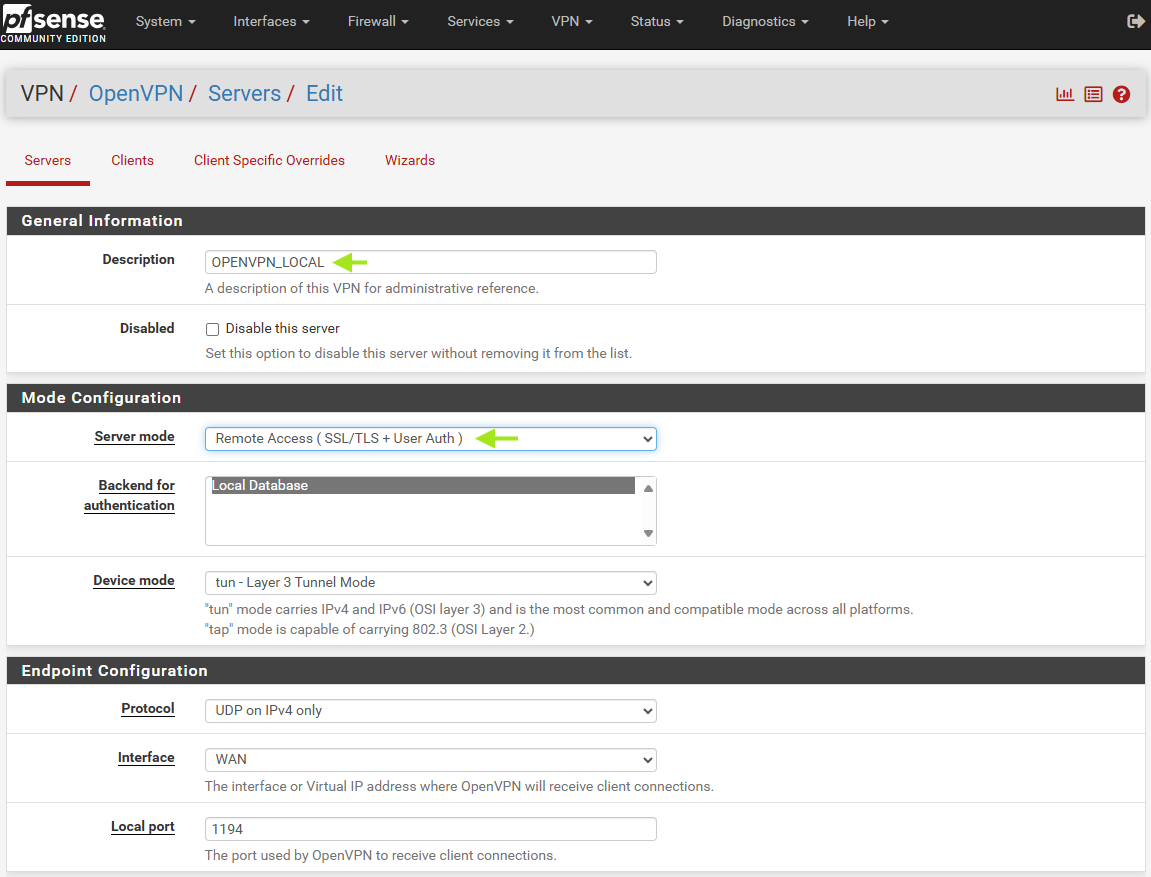 pfsense
COMMUNITY EDITION
System
Interfaces
Firewall
Services
VPN
Status
Diagnostics
Help
VPN / OpenVPN / Servers / Edit
Servers
Clients
Client Specific Overrides
Wizards
General Information
Description
OPENVPN_LOCAL
A description of this VPN for administrative reference.
Disabled
Disable this server
Set this option to disable this server without removing it from the list.
Mode Configuration
Server mode
Remote Access ( SSL/TLS + User Auth )
Backend for
authentication
Local Database
Device mode
tun - Layer 3 Tunnel Mode
"tun" mode carries IPv4 and IPv6 (OSI layer 3) and is the most common and compatible mode across all platforms.
"tap" mode is capable of carrying 802.3 (OSI Layer 2.)
Endpoint Configuration
Protocol
UDP on IPv4 only
Interface
WAN
The interface or Virtual IP address where OpenVPN will receive client connections.
Local port
1194
The port used by OpenVPN to receive client connections.